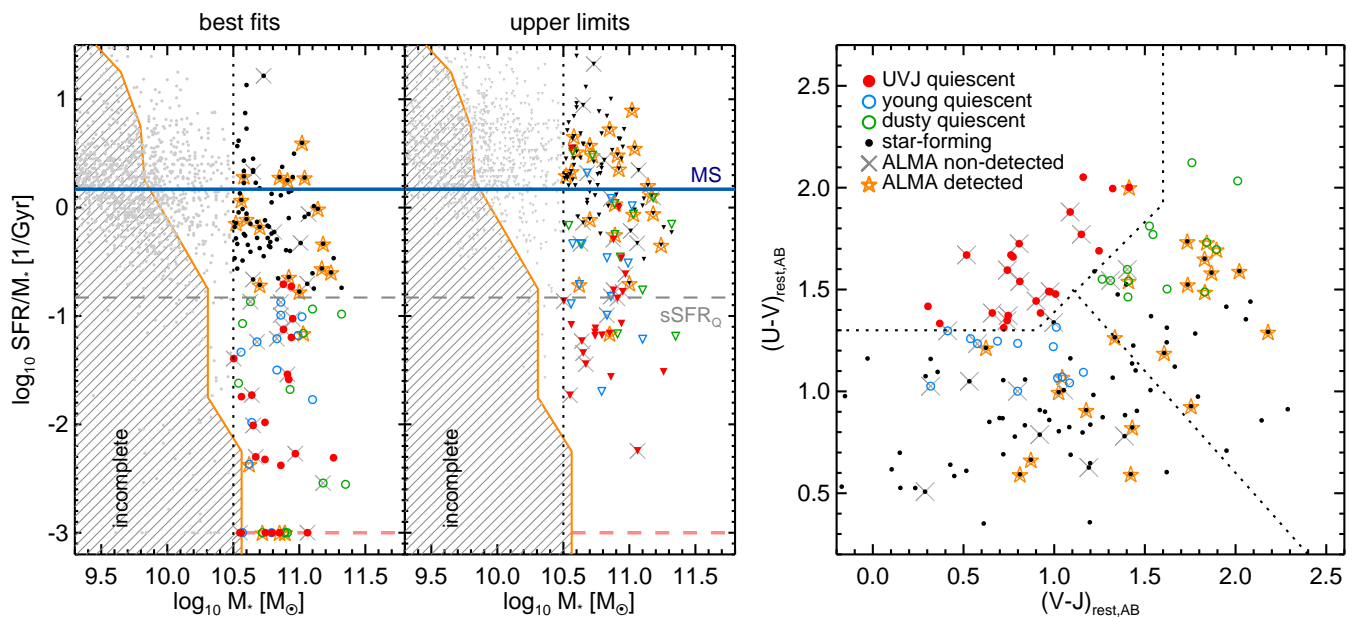 best fits
upper limits
log₁₀ SFR/M* [1/Gyr]
1
0
-1
-2
-3
incomplete
incomplete
MS
sSFR_Q
9.5 10.0 10.5 11.0 11.5
9.5 10.0 10.5 11.0 11.5
log₁₀ M* [M☉]
log₁₀ M* [M☉]
(U-V)rest,AB
2.5
2.0
1.5
1.0
0.5
UVJ quiescent
young quiescent
dusty quiescent
star-forming
ALMA non-detected
ALMA detected
0.0 0.5 1.0 1.5 2.0 2.5
(V-J)rest,AB